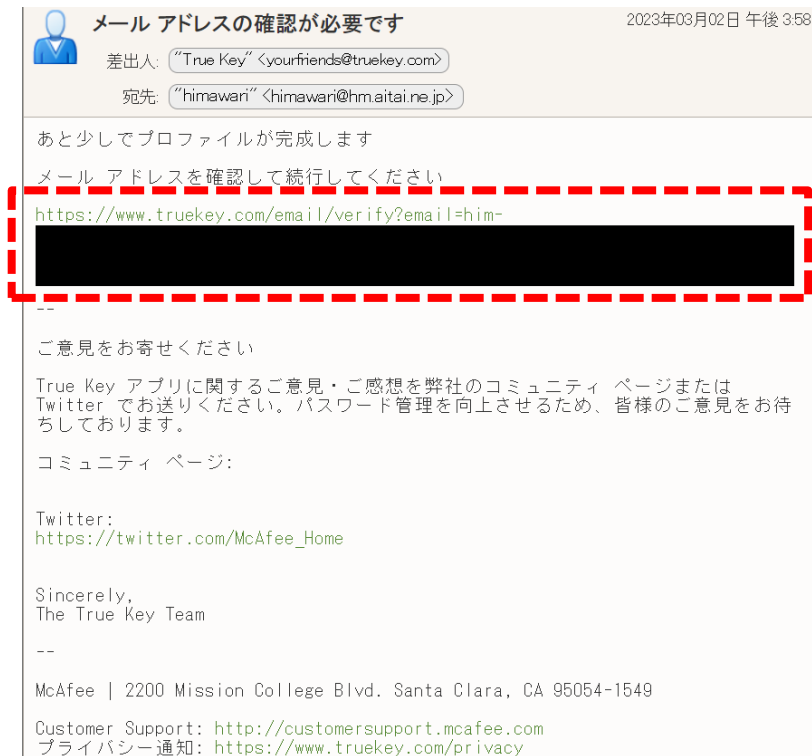 メール アドレスの確認が必要です
2023年03月02日 午後 3:58
差出人: "True Key" <yourfriends@truekey.com>
宛先: "himawari" <himawari@hm.aitai.ne.jp>
あと少しでプロファイルが完成します
メール アドレスを確認して続行してください
https://www.truekey.com/email/verify?email=him-
--
ご意見をお寄せください
True Key アプリに関するご意見・ご感想を弊社のコミュニティ ページまたは
Twitter でお送りください。パスワード管理を向上させるため、皆様のご意見をお待
ちしております。
コミュニティ ページ:
Twitter:
https://twitter.com/McAfee_Home
Sincerely,
The True Key Team
--
McAfee | 2200 Mission College Blvd. Santa Clara, CA 95054-1549
Customer Support: http://customersupport.mcafee.com
プライバシー通知: https://www.truekey.com/privacy